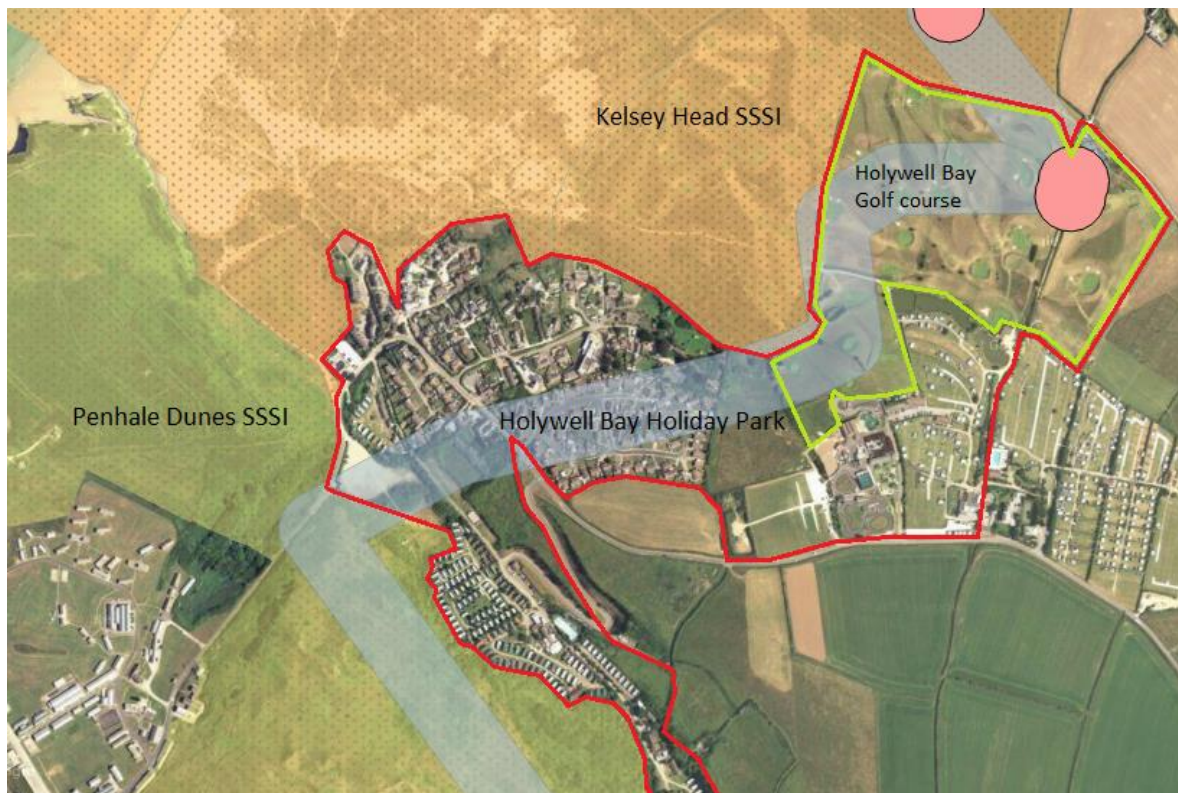 Kelsey Head SSSI
Holywell Bay
Golf course
Penhale Dunes SSSI
Holywell Bay Holiday Park